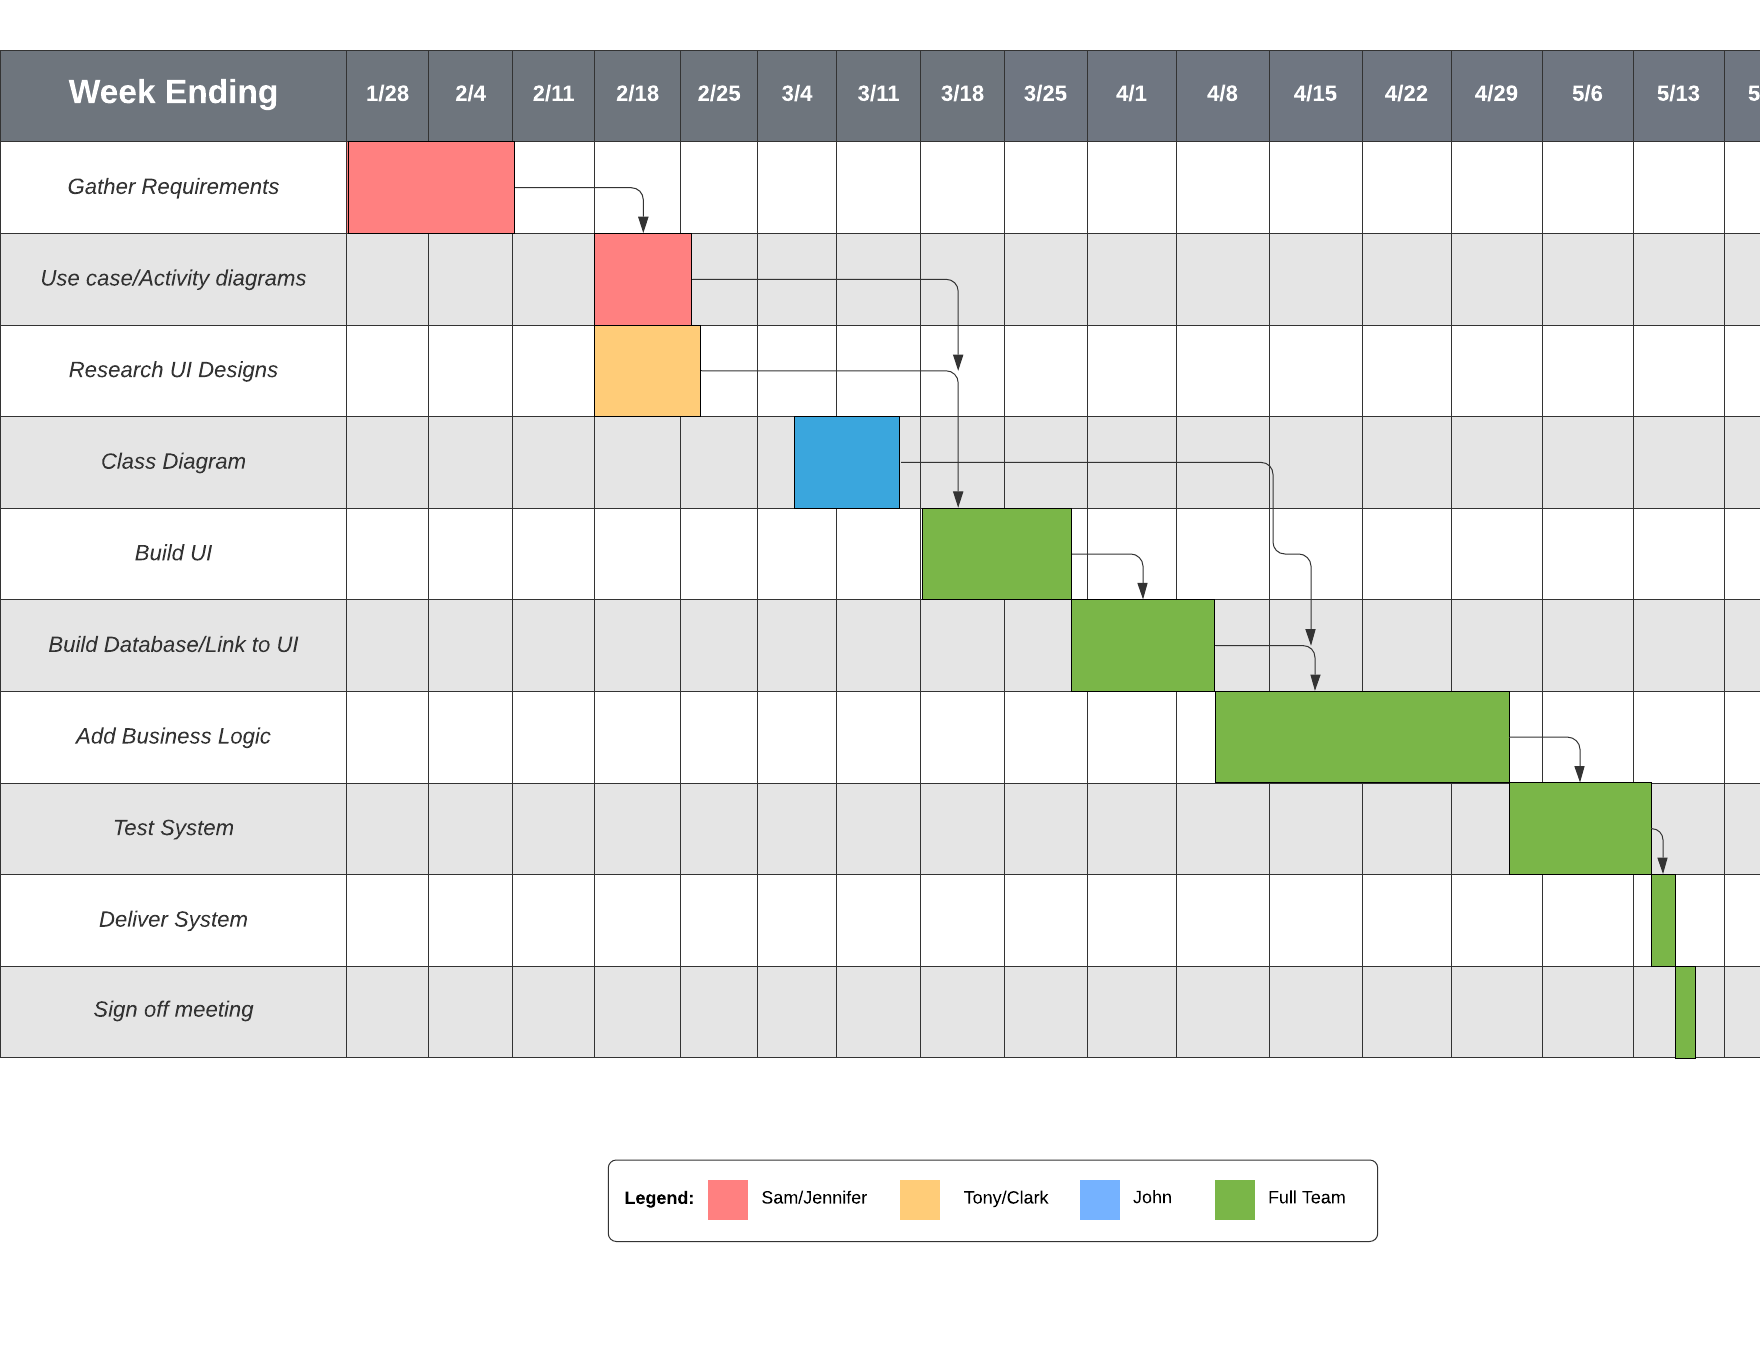 Week Ending 1/28 2/4 2/11 2/18 2/25 3/4 3/11 3/18 3/25 4/1 4/8 4/15 4/22 4/29 5/6 5/13
Gather Requirements
Use case/Activity diagrams
Research UI Designs
Class Diagram
Build UI
Build Database/Link to UI
Add Business Logic
Test System
Deliver System
Sign off meeting
Legend: Sam/Jennifer Tony/Clark John Full Team